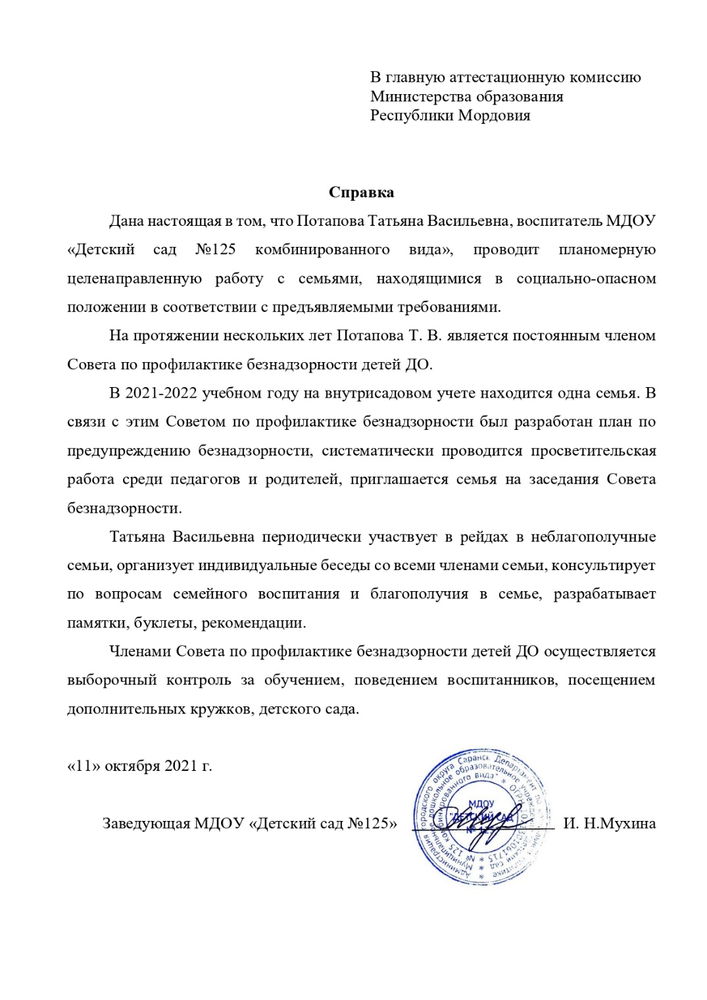 В главную аттестационную комиссию
Министерства образования
Республики Мордовия
Справка
Дана настоящая в том, что Потапова Татьяна Васильевна, воспитатель МДОУ
«Детский сад №125 комбинированного вида», проводит планомерную
целенаправленную работу с семьями, находящимися в социально-опасном
положении в соответствии с предъявляемыми требованиями.
На протяжении нескольких лет Потапова Т. В. является постоянным членом
Совета по профилактике безнадзорности детей ДО.
В 2021-2022 учебном году на внутрисадовом учете находится одна семья. В
связи с этим Советом по профилактике безнадзорности был разработан план по
предупреждению безнадзорности, систематически проводится просветительская
работа среди педагогов и родителей, приглашается семья на заседания Совета
безнадзорности.
Татьяна Васильевна периодически участвует в рейдах в неблагополучные
семьи, организует индивидуальные беседы со всеми членами семьи, консультирует
по вопросам семейного воспитания и благополучия в семье, разрабатывает
памятки, буклеты, рекомендации.
Членами Совета по профилактике безнадзорности детей ДО осуществляется
выборочный контроль за обучением, поведением воспитанников, посещением
дополнительных кружков, детского сада.
«11» октября 2021 г.
Заведующая МДОУ «Детский сад №125» И. Н.Мухина
Администрация городского округа Саранск Департамент по
Муниципальное дошкольное образовательное
№ 125 комбинированного вида" * ОГРН
МДОУ
"ДЕТСКИЙ САД
№ 125"